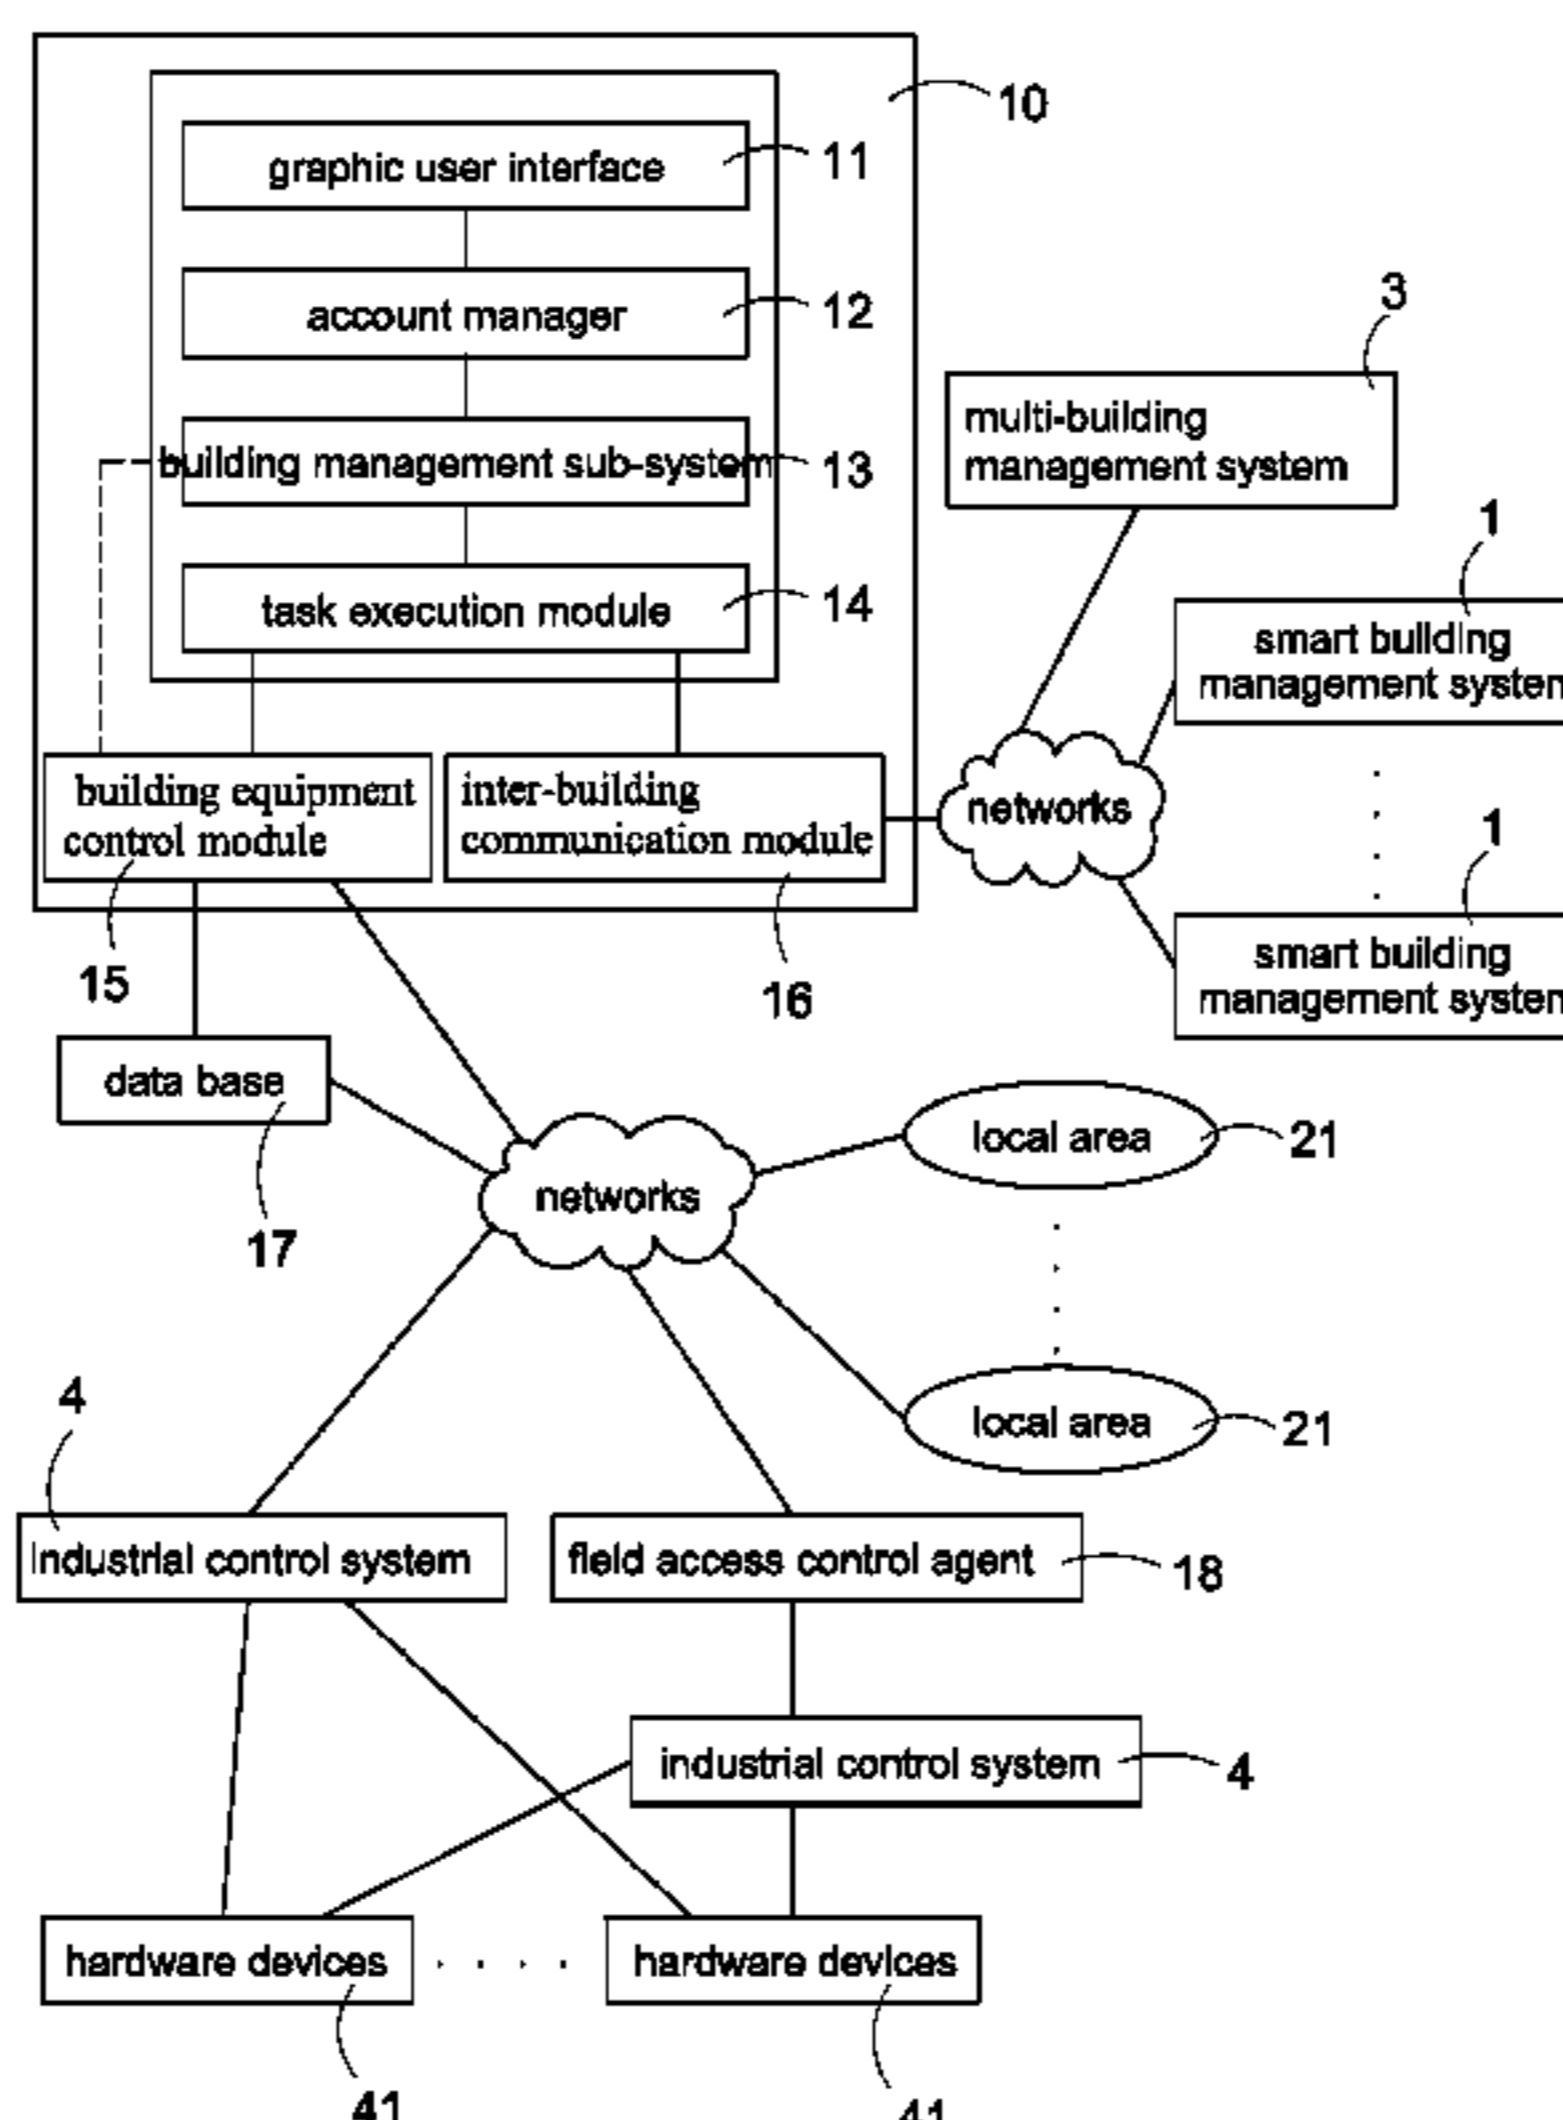 10
graphic user interface
11
account manager
12
building management sub-system
13
task execution module
14
3
multi-building
management system
1
smart building
management system
building equipment
control module
inter-building
communication module
networks
1
smart building
management system
15
16
data base
17
networks
local area
21
local area
21
4
industrial control system
field access control agent
18
industrial control system
4
hardware devices
hardware devices
41
41